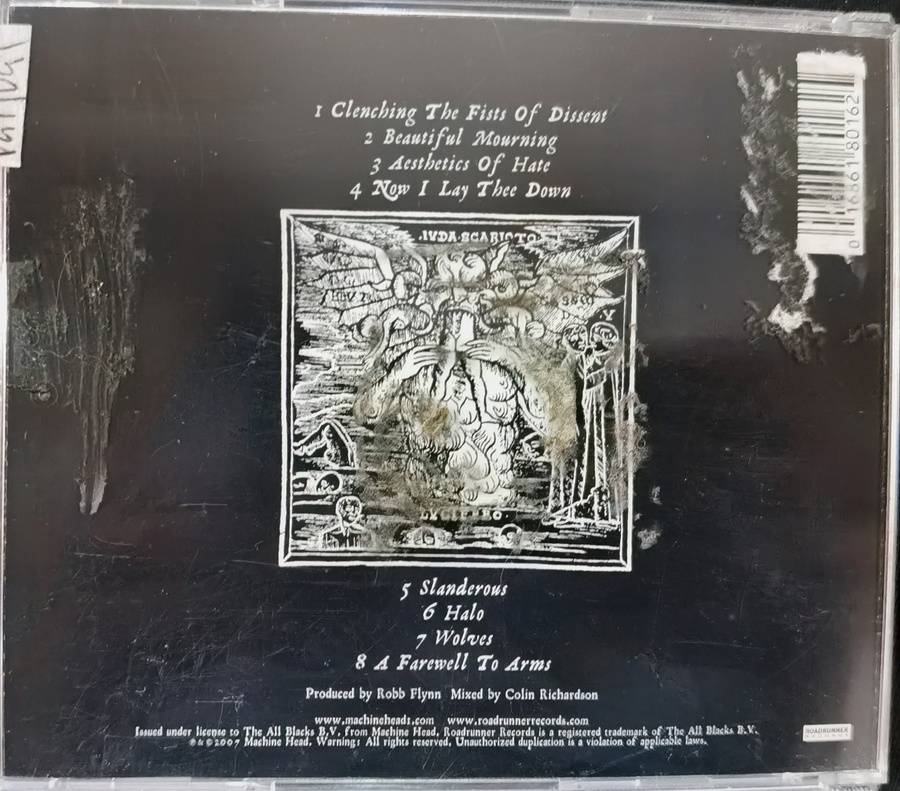 1 Clenching The Fists Of Dissent
2 Beautiful Mourning
3 Aesthetics Of Hate
4 Now I Lay Thee Down
.IVDA·SCARIOTO
5 Slanderous
6 Halo
7 Wolves
8 A Farewell To Arms
Produced by Robb Flynn Mixed by Colin Richardson
www.machinehead1.com www.roadrunnerrecords.com
Issued under license to The All Blacks B.V. from Machine Head. Roadrunner Records is a registered trademark of The All Blacks B.V.
℗ & © 2007 Machine Head. Warning: All rights reserved. Unauthorized duplication is a violation of applicable laws.
ROADRUNNER
RECORDS
0 16861 80162